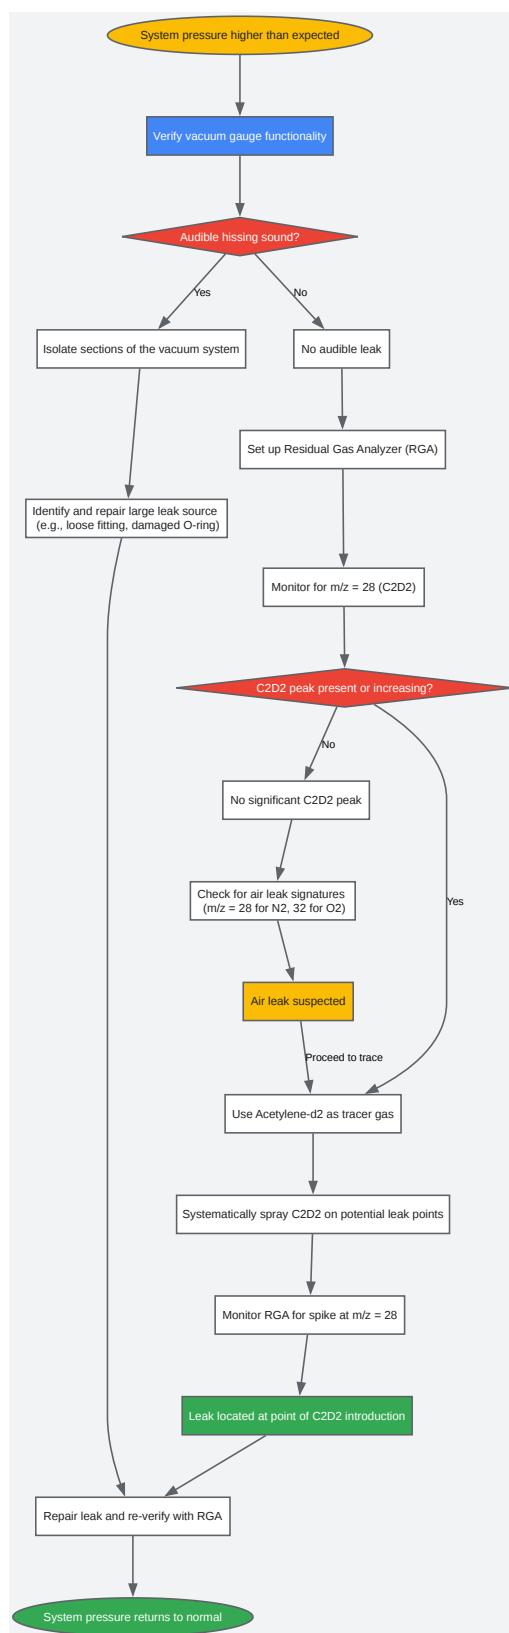 System pressure higher than expected
Verify vacuum gauge functionality
Audible hissing sound?
Yes
No
Isolate sections of the vacuum system
No audible leak
Set up Residual Gas Analyzer (RGA)
Identify and repair large leak source
(e.g., loose fitting, damaged O-ring)
Monitor for m/z = 28 (C2D2)
C2D2 peak present or increasing?
No
No significant C2D2 peak
Check for air leak signatures
(m/z = 28 for N2, 32 for O2)
Yes
Air leak suspected
Proceed to trace
Use Acetylene-d2 as tracer gas
Systematically spray C2D2 on potential leak points
Monitor RGA for spike at m/z = 28
Leak located at point of C2D2 introduction
Repair leak and re-verify with RGA
System pressure returns to normal